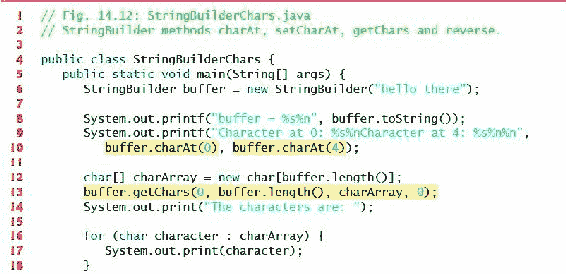 1 // Fig. 14.12: StringBuilderChars.java
2 // StringBuilder methods charAt, setCharAt, getChars and reverse.
3
4 public class StringBuilderChars {
5 public static void main(String[] args) {
6 StringBuilder buffer = new StringBuilder("hello there");
7
8 System.out.printf("buffer = %s%n", buffer.toString());
9 System.out.printf("Character at 0: %s%nCharacter at 4: %s%n%n",
10 buffer.charAt(0), buffer.charAt(4));
11
12 char[] charArray = new char[buffer.length()];
13 buffer.getChars(0, buffer.length(), charArray, 0);
14 System.out.print("The characters are: ");
15
16 for (char character : charArray) {
17 System.out.print(character);
18 }